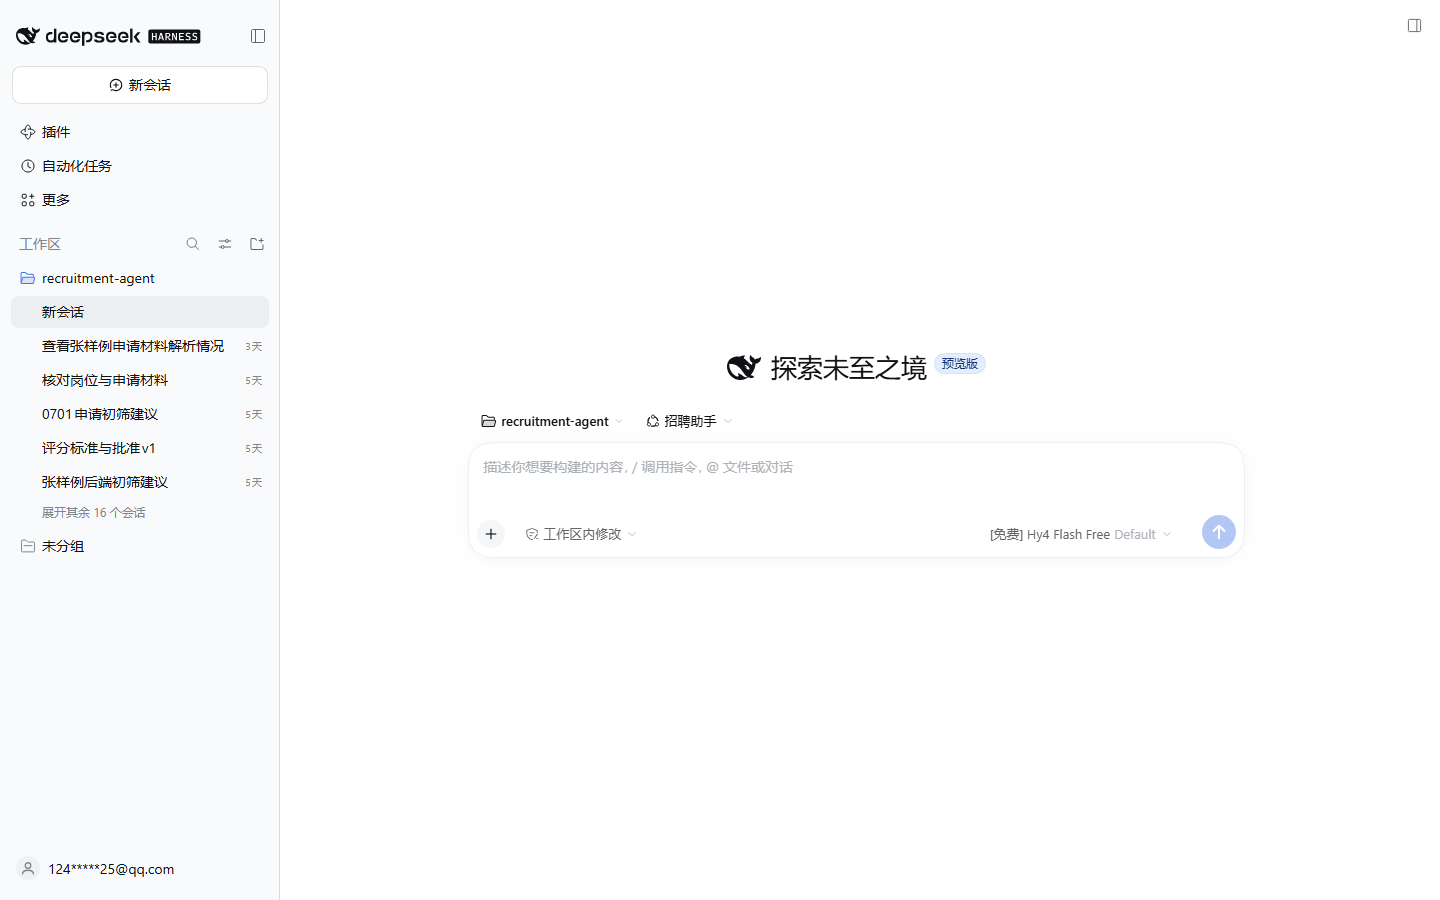 deepseek HARNESS
新会话
插件
自动化任务
更多
工作区
recruitment-agent
新会话
查看张样例申请材料解析情况 3天
核对岗位与申请材料 5天
0701 申请初筛建议 5天
评分标准与批准 v1 5天
张样例后端初筛建议 5天
展开其余 16 个会话
未分组
124*****25@qq.com
探索未至之境 预览版
recruitment-agent 招聘助手
描述你想要构建的内容, / 调用指令, @ 文件或对话
工作区内修改 [免费] Hy4 Flash Free Default